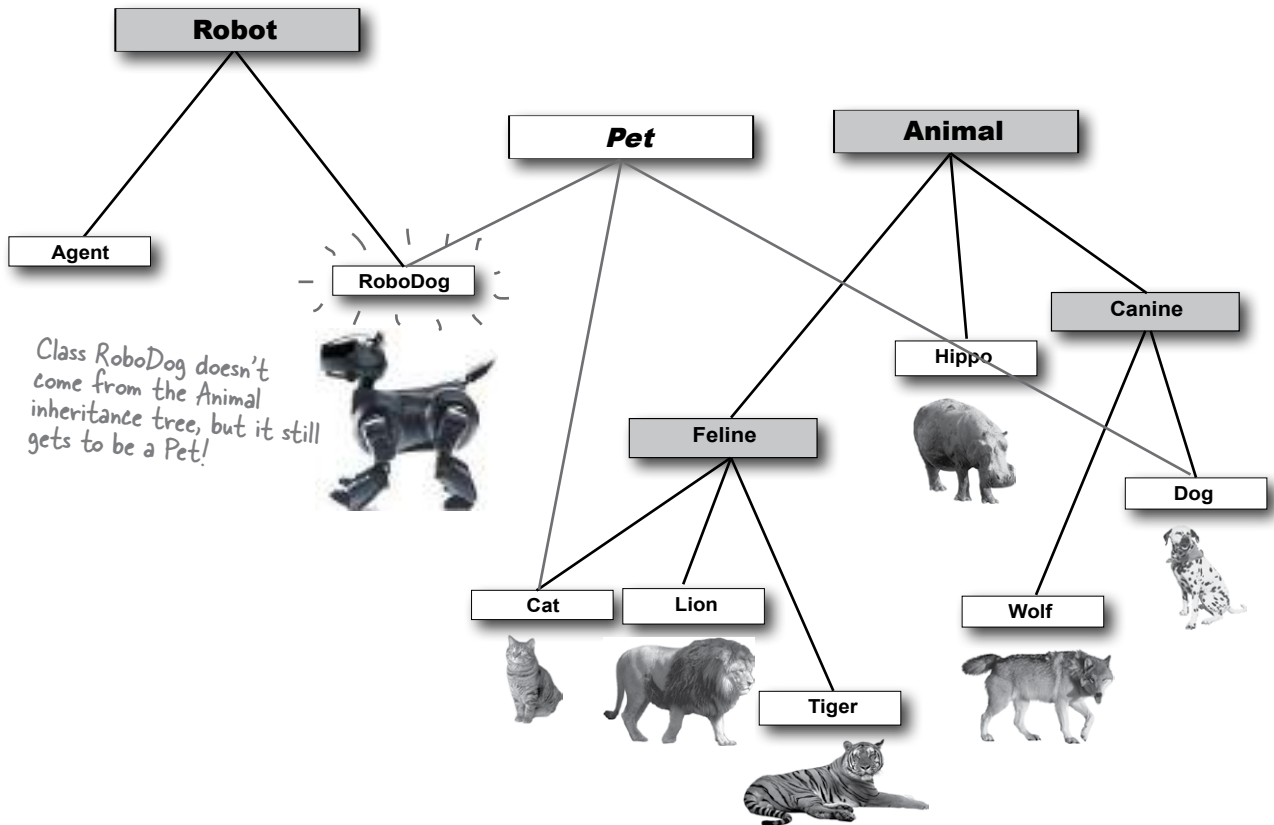 Robot
Pet
Animal
Agent
RoboDog
Canine
Hippo
Class RoboDog doesn't
come from the Animal
inheritance tree, but it still
gets to be a Pet!
Feline
Dog
Cat
Lion
Wolf
Tiger